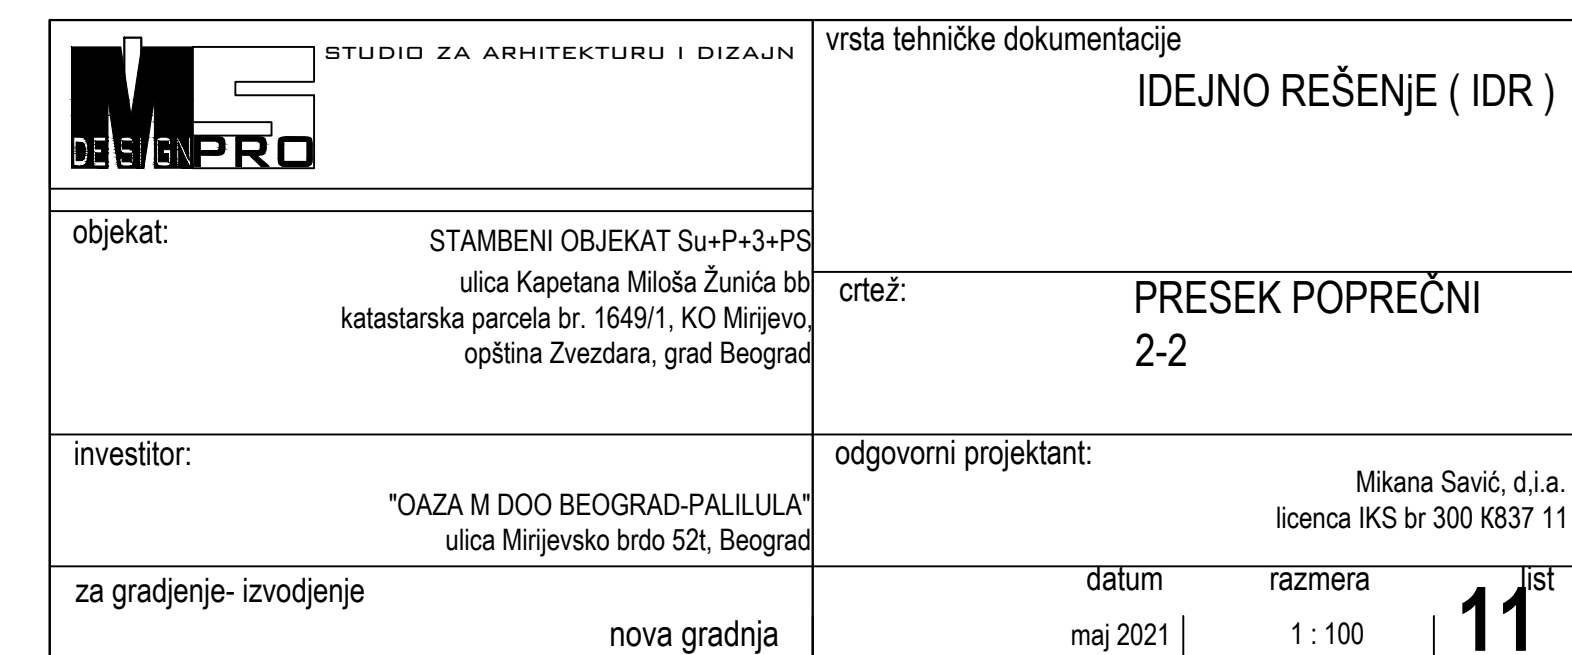 MS
DESIGNPRO
STUDIO ZA ARHITEKTURU I DIZAJN
vrsta tehničke dokumentacije
IDEJNO REŠENjE ( IDR )
objekat:
STAMBENI OBJEKAT Su+P+3+PS
ulica Kapetana Miloša Žunića bb
katastarska parcela br. 1649/1, KO Mirijevo,
opština Zvezdara, grad Beograd
crtež:
PRESEK POPREČNI
2-2
investitor:
"OAZA M DOO BEOGRAD-PALILULA"
ulica Mirijevsko brdo 52t, Beograd
odgovorni projektant:
Mikana Savić, d,i.a.
licenca IKS br 300 К837 11
za gradjenje- izvodjenje
nova gradnja
datum razmera list
maj 2021 1 : 100 11